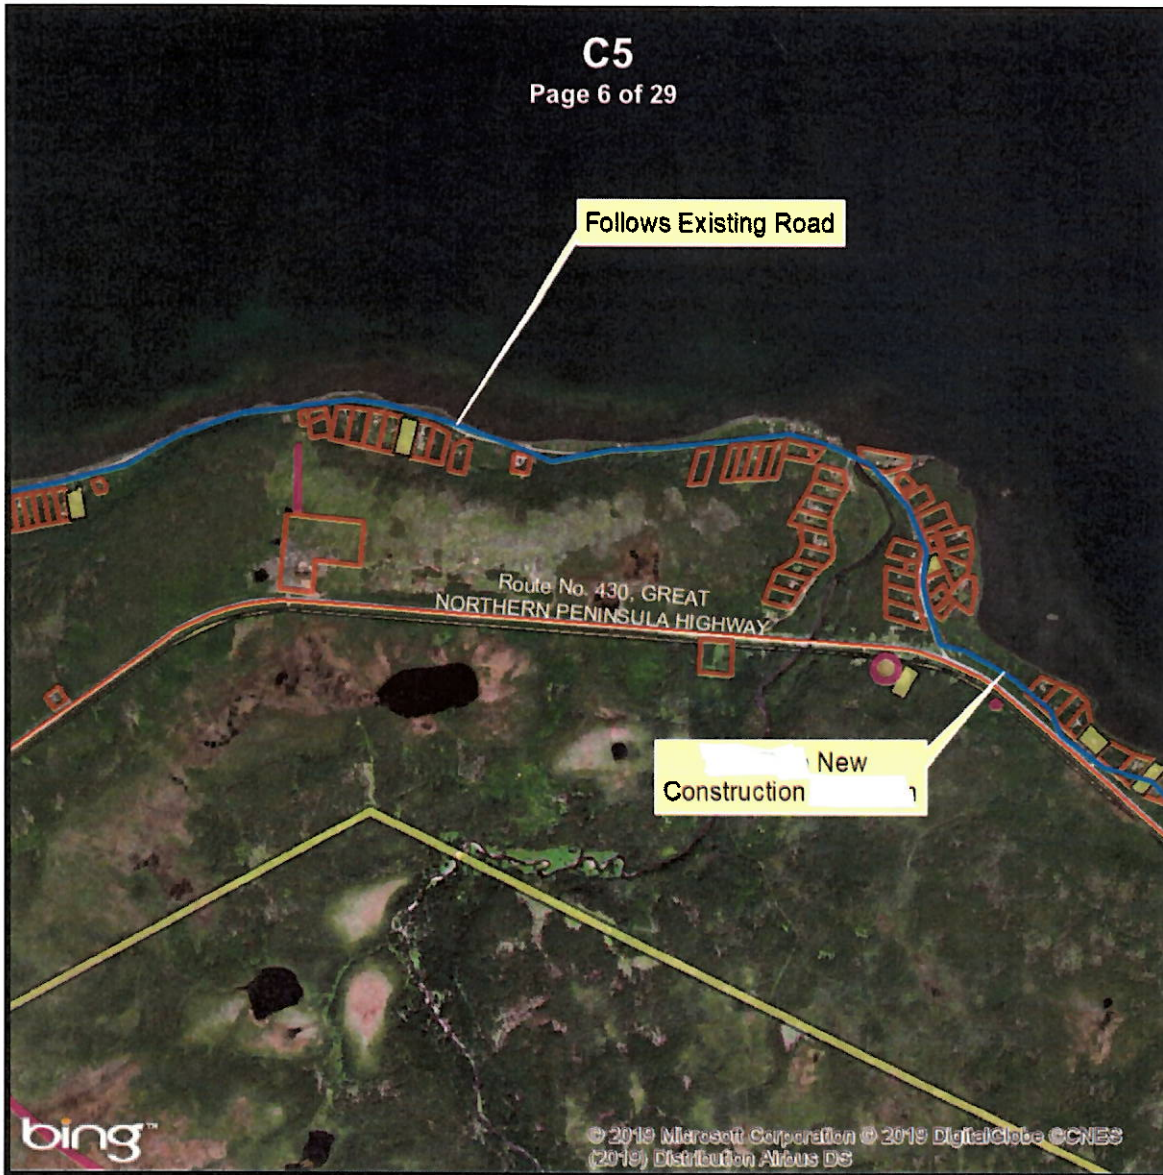 C5
Page 6 of 29
Follows Existing Road
Route No. 430, GREAT
NORTHERN PENINSULA HIGHWAY
New
Construction
bing™
© 2019 Microsoft Corporation © 2019 DigitalGlobe ©CNES
(2019) Distribution Airbus DS